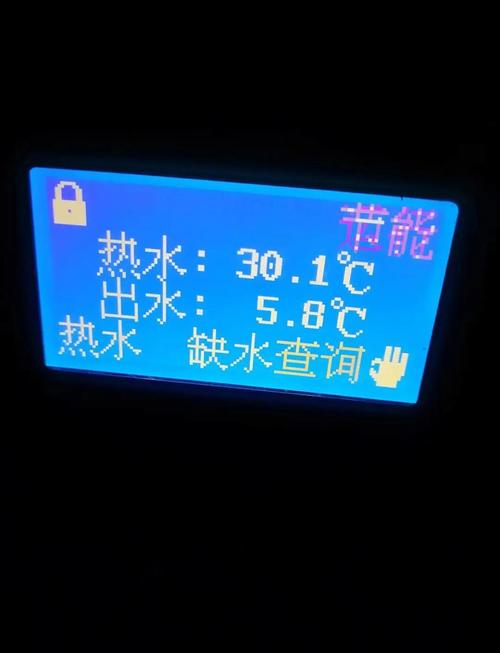 节能
热水：30.1℃
出水：5.8℃
热水 缺水查询